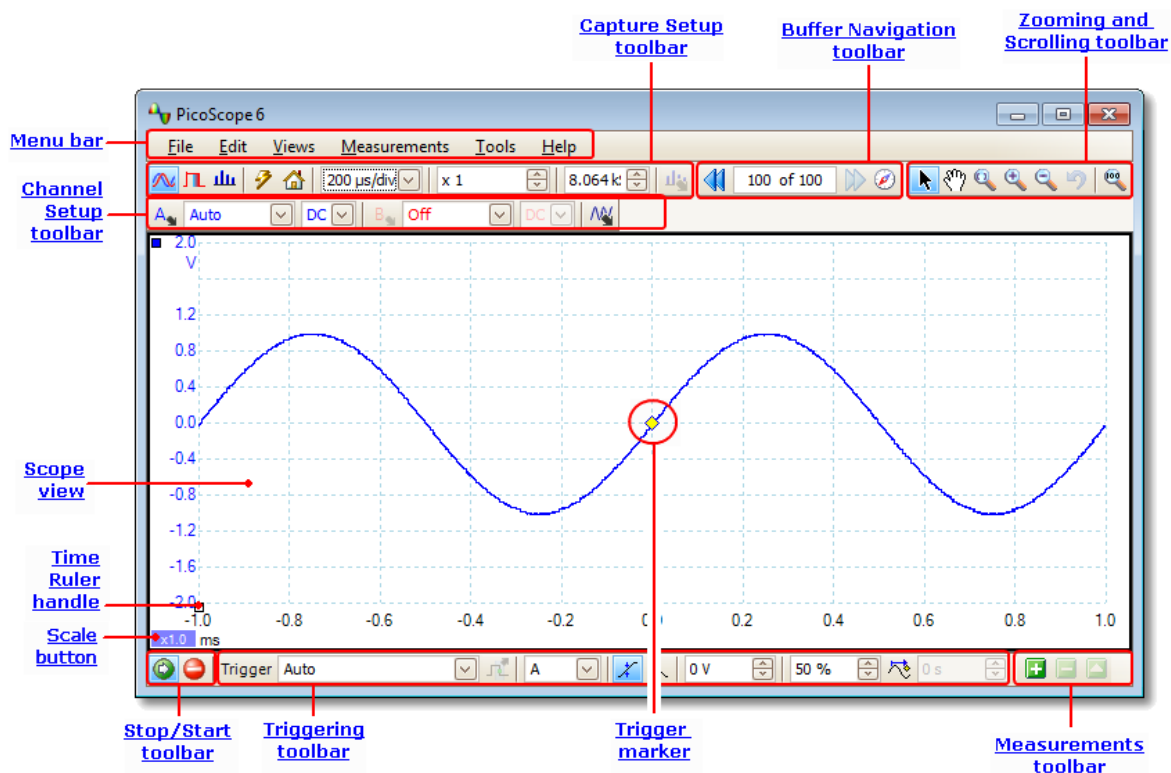 Capture Setup
toolbar
Buffer Navigation
toolbar
Zooming and
Scrolling toolbar
PicoScope 6
Menu bar
File Edit Views Measurements Tools Help
Channel
Setup
toolbar
200 µs/div
x 1
8.064 k
100 of 100
100
A Auto DC B Off DC
2.0
V
1.2
0.8
0.4
0.0
-0.4
-0.8
-1.2
-1.6
-2.0
Scope
view
Time
Ruler
handle
-1.0 -0.8 -0.6 -0.4 -0.2 0.2 0.4 0.6 0.8 1.0
x1.0 ms
Scale
button
Trigger Auto A 0 V 50 % 0 s
Stop/Start
toolbar
Triggering
toolbar
Trigger
marker
Measurements
toolbar